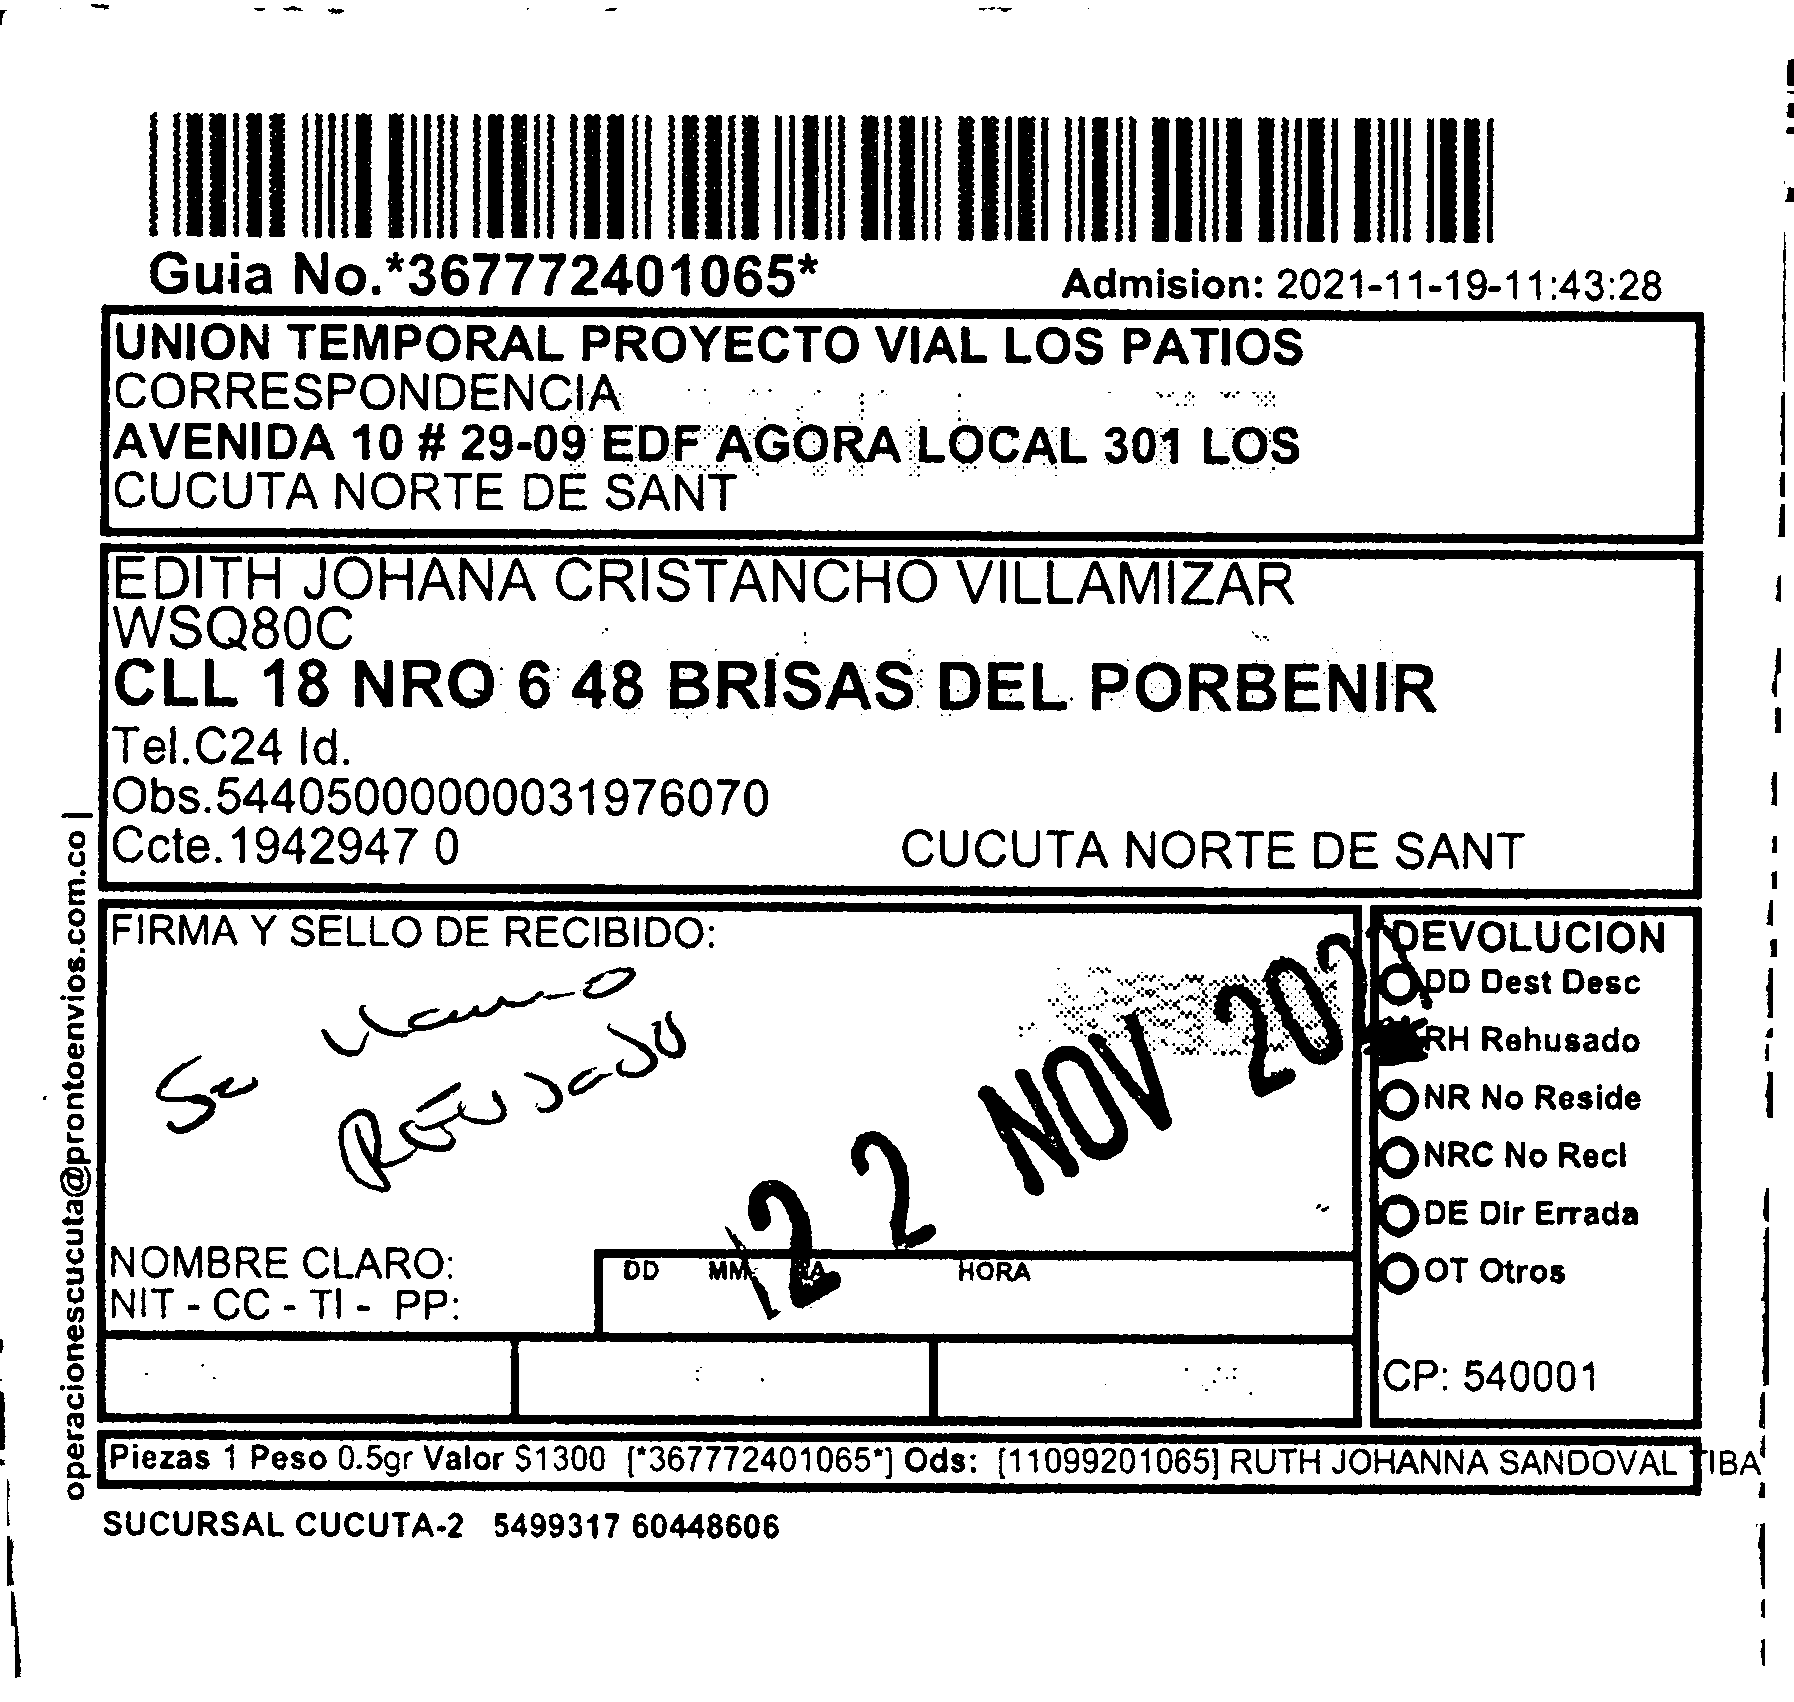 Guia No.*367772401065*
Admision: 2021-11-19-11:43:28
UNION TEMPORAL PROYECTO VIAL LOS PATIOS
CORRESPONDENCIA
AVENIDA 10 # 29-09 EDF AGORA LOCAL 301 LOS
CUCUTA NORTE DE SANT
EDITH JOHANA CRISTANCHO VILLAMIZAR
WSQ80C
CLL 18 NRO 6 48 BRISAS DEL PORBENIR
Tel.C24 Id.
Obs.54405000000031976070
Ccte.1942947 0
CUCUTA NORTE DE SANT
operacionescucuta@prontoenvios.com.co |
FIRMA Y SELLO DE RECIBIDO:
Se
22 NOV
NOMBRE CLARO:
NIT - CC - TI - PP:
DD MM
HORA
DEVOLUCION
DD Dest Desc
RH Rehusado
NR No Reside
NRC No Recl
DE Dir Errada
OT Otros
CP: 540001
Piezas 1 Peso 0.5gr Valor $1300 [*367772401065*] Ods: [11099201065] RUTH JOHANNA SANDOVAL TIBA
SUCURSAL CUCUTA-2 5499317 60448606